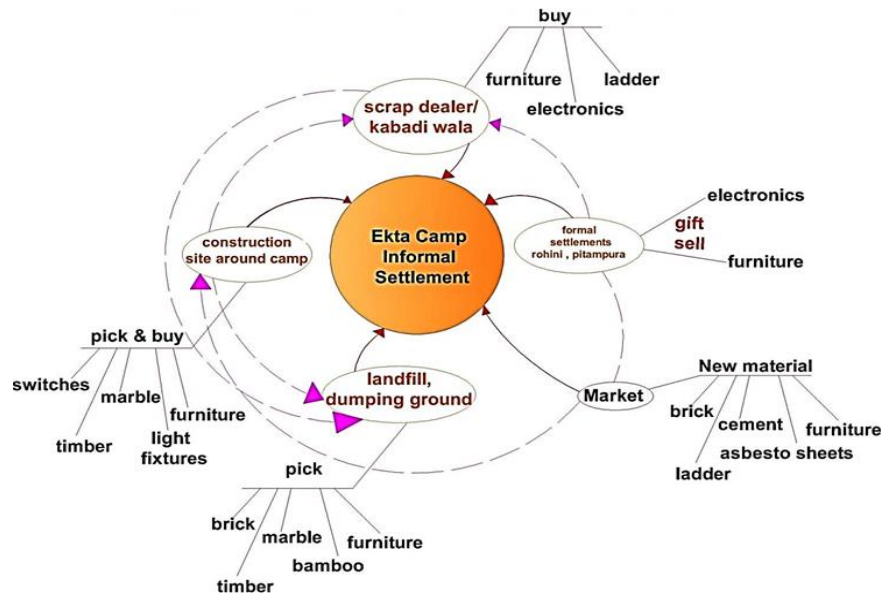 buy
furniture
ladder
electronics
scrap dealer/
kabadi wala
Ekta Camp
Informal
Settlement
construction
site around camp
formal
settlements
rohini , pitampura
electronics
gift
sell
furniture
pick & buy
switches
marble
furniture
timber
light
fixtures
landfill,
dumping ground
Market
New material
brick
cement
furniture
asbesto sheets
ladder
pick
brick
marble
furniture
bamboo
timber